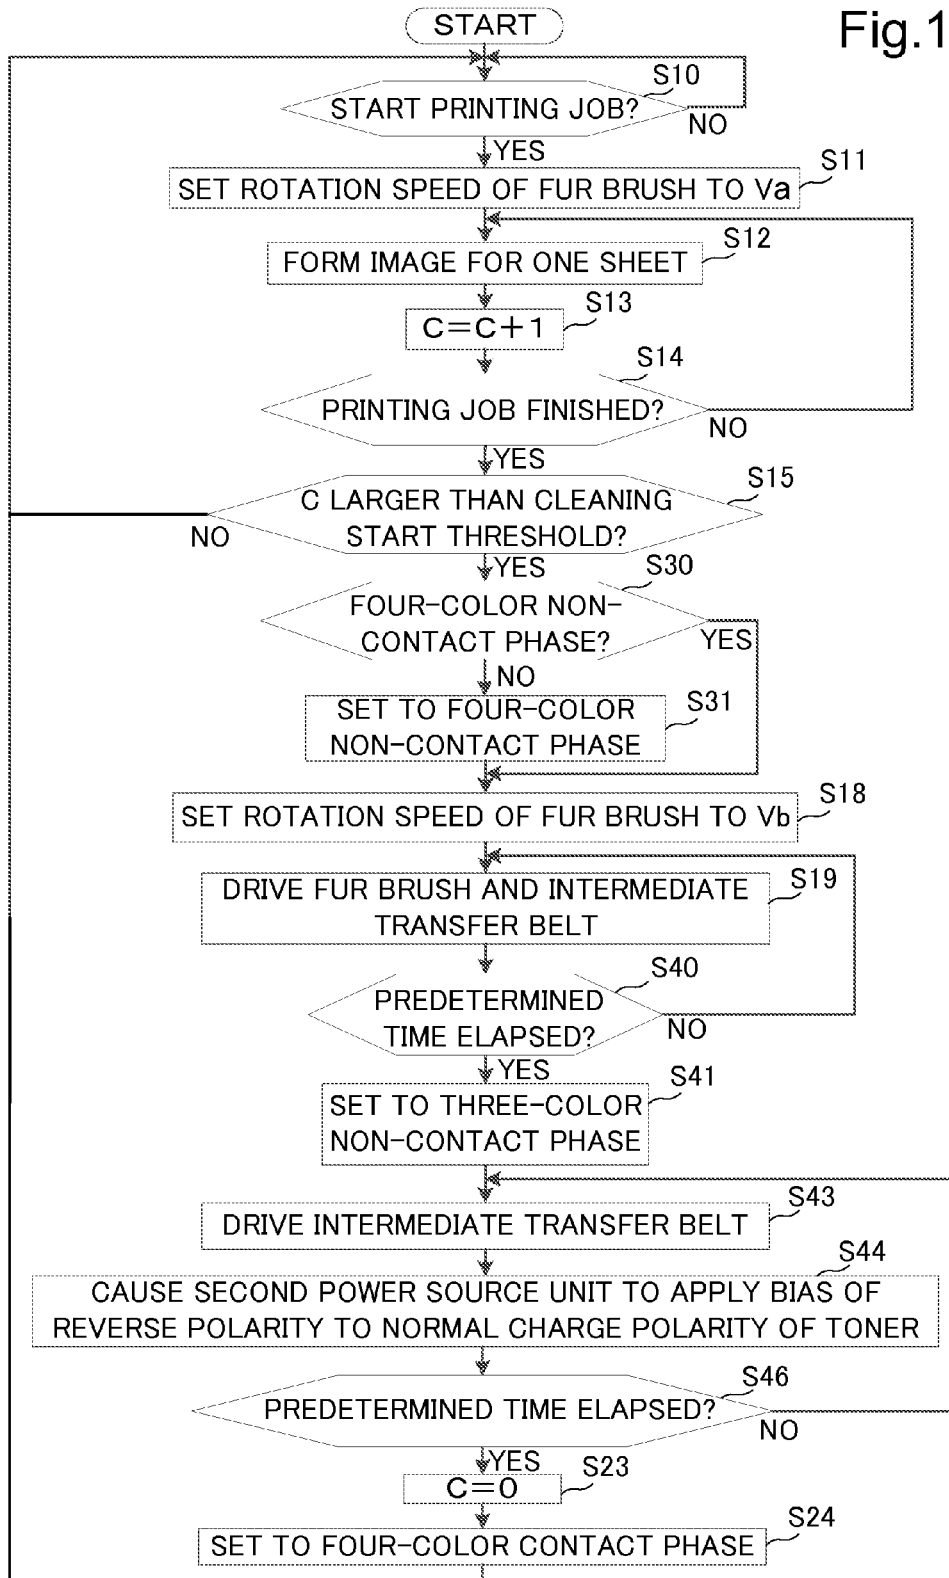 START
Fig.1
S10
START PRINTING JOB?
NO
YES
S11
SET ROTATION SPEED OF FUR BRUSH TO Va
S12
FORM IMAGE FOR ONE SHEET
S13
C=C+1
S14
PRINTING JOB FINISHED?
NO
YES
S15
C LARGER THAN CLEANING
START THRESHOLD?
NO
YES
S30
FOUR-COLOR NON-
CONTACT PHASE?
YES
NO
S31
SET TO FOUR-COLOR
NON-CONTACT PHASE
S18
SET ROTATION SPEED OF FUR BRUSH TO Vb
S19
DRIVE FUR BRUSH AND INTERMEDIATE
TRANSFER BELT
S40
PREDETERMINED
TIME ELAPSED?
NO
YES
S41
SET TO THREE-COLOR
NON-CONTACT PHASE
S43
DRIVE INTERMEDIATE TRANSFER BELT
S44
CAUSE SECOND POWER SOURCE UNIT TO APPLY BIAS OF
REVERSE POLARITY TO NORMAL CHARGE POLARITY OF TONER
S46
PREDETERMINED TIME ELAPSED?
NO
YES
S23
C=0
S24
SET TO FOUR-COLOR CONTACT PHASE